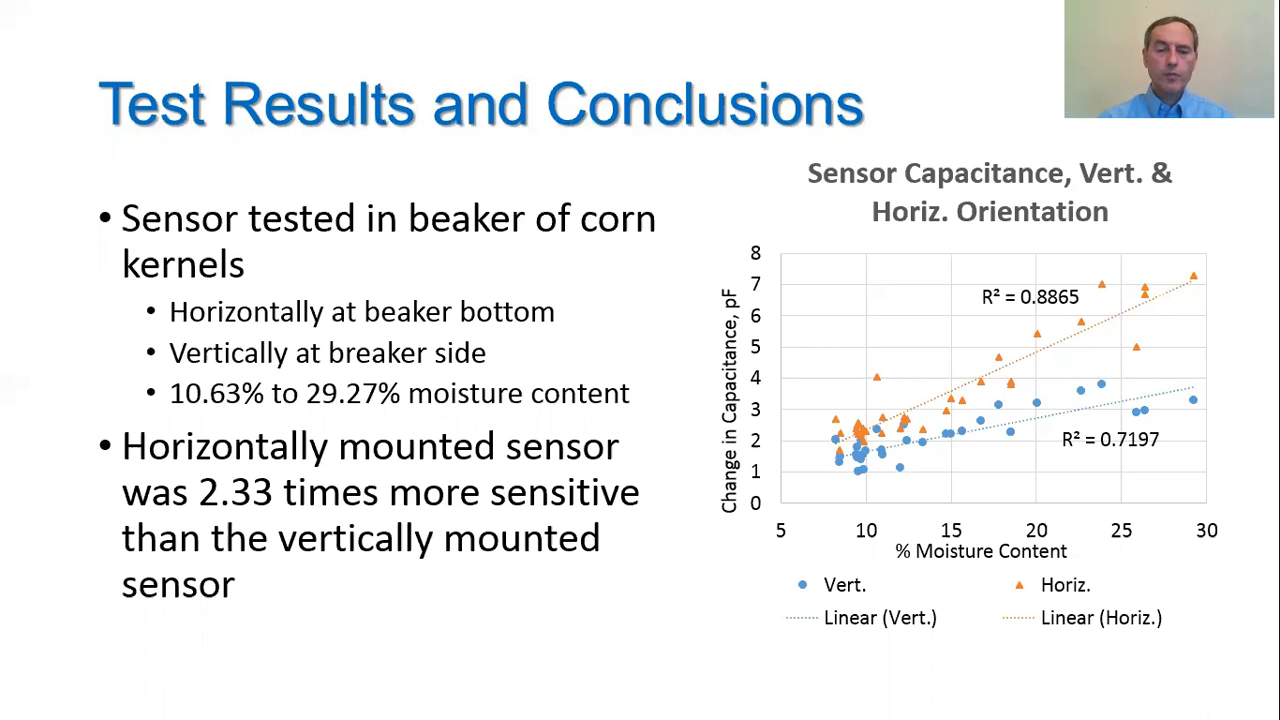 Test Results and Conclusions
• Sensor tested in beaker of corn
kernels
• Horizontally at beaker bottom
• Vertically at breaker side
• 10.63% to 29.27% moisture content
• Horizontally mounted sensor
was 2.33 times more sensitive
than the vertically mounted
sensor
Sensor Capacitance, Vert. &
Horiz. Orientation
Change in Capacitance, pF
8
7
6
5
4
3
2
1
0
R² = 0.8865
R² = 0.7197
5 10 15 20 25 30
% Moisture Content
Vert. Horiz.
Linear (Vert.) Linear (Horiz.)